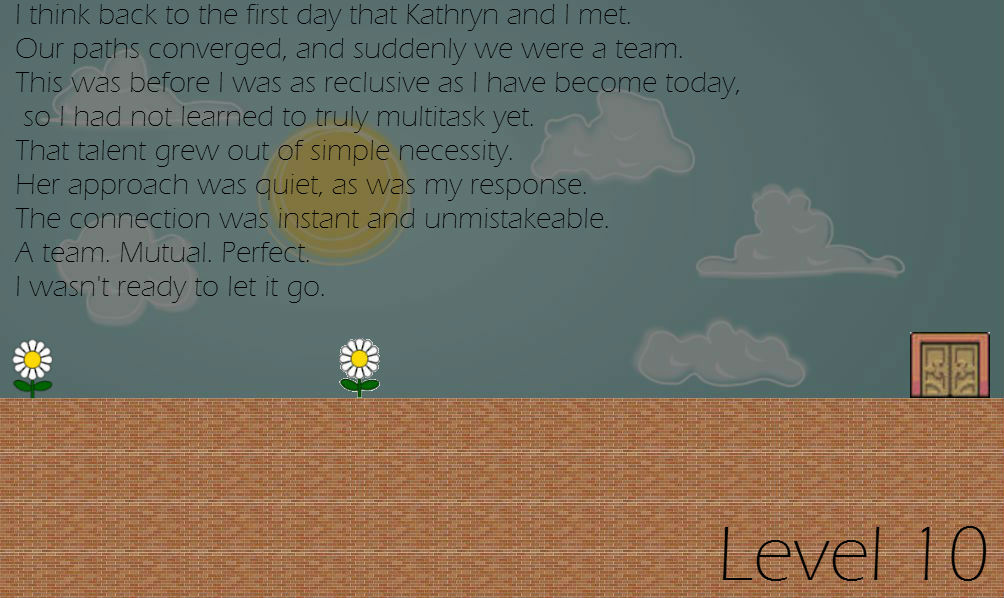 I think back to the first day that Kathryn and I met.
Our paths converged, and suddenly we were a team.
This was before I was as reclusive as I have become today,
so I had not learned to truly multitask yet.
That talent grew out of simple necessity.
Her approach was quiet, as was my response.
The connection was instant and unmistakeable.
A team. Mutual. Perfect.
I wasn't ready to let it go.
Level 10